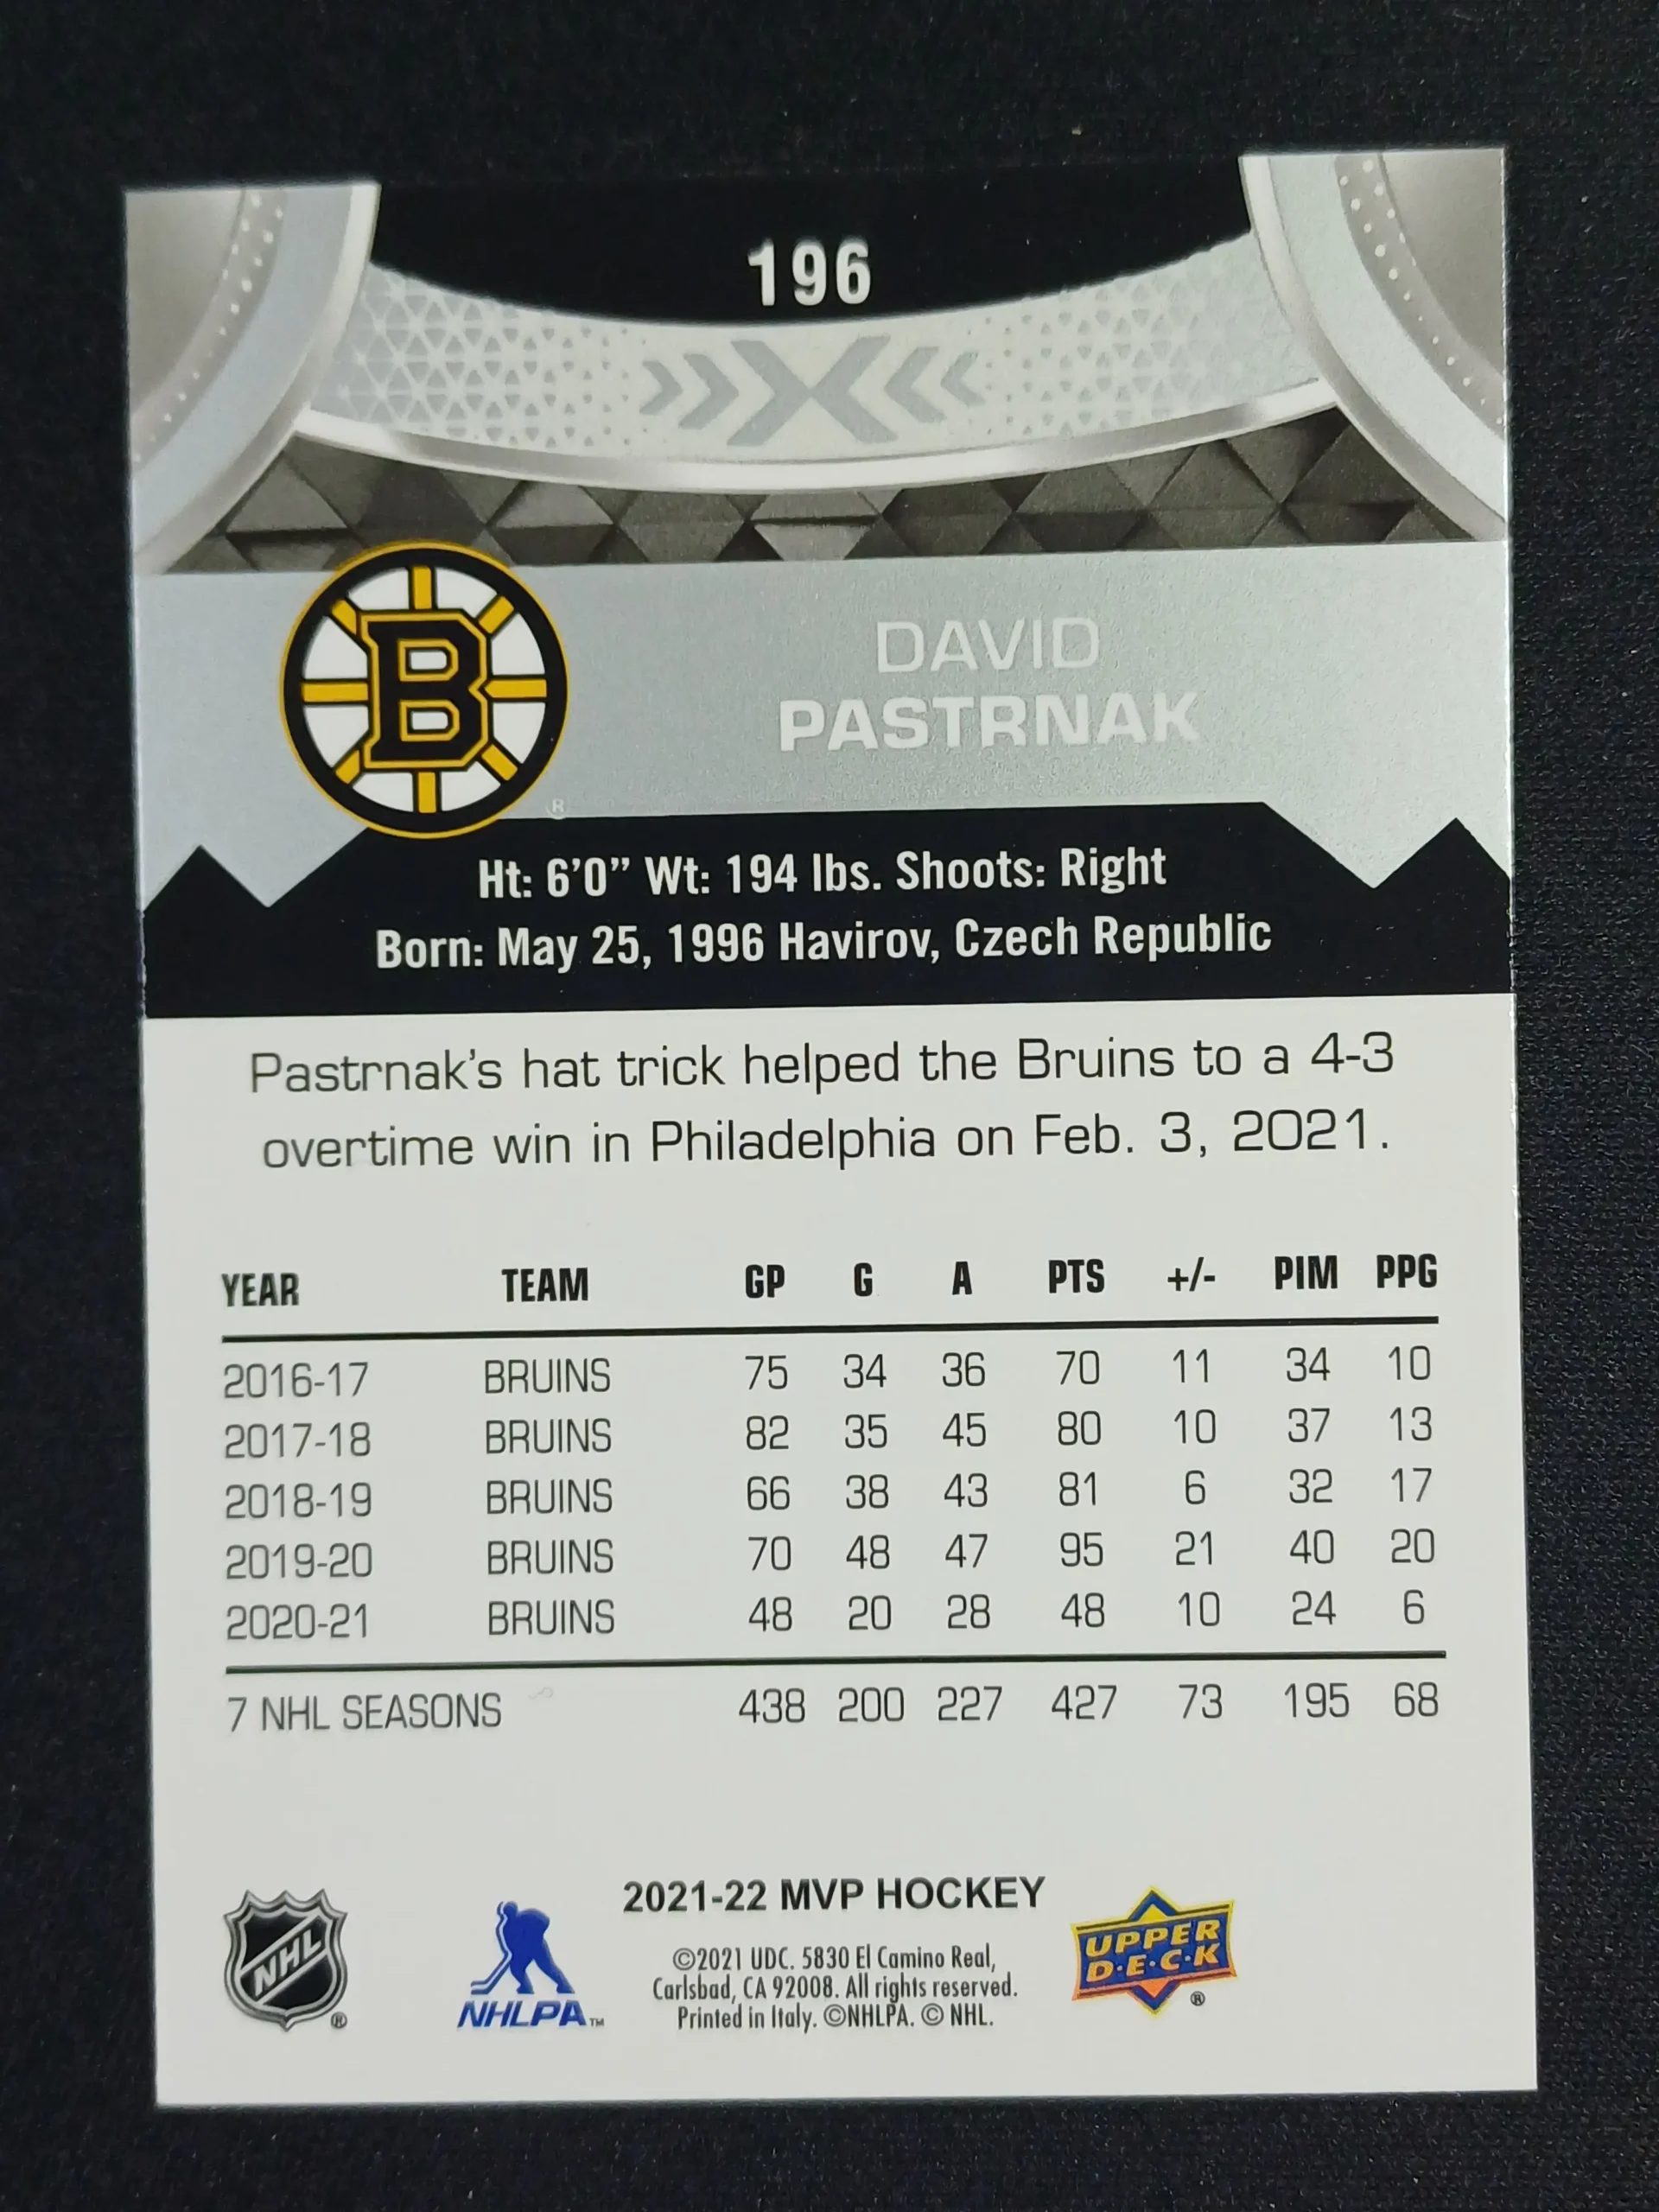 196
DAVID
PASTRNAK
B
®
Ht: 6'0” Wt: 194 lbs. Shoots: Right
Born: May 25, 1996 Havirov, Czech Republic
Pastrnak's hat trick helped the Bruins to a 4-3
overtime win in Philadelphia on Feb. 3, 2021.
YEAR TEAM GP G A PTS +/- PIM PPG
2016-17 BRUINS 75 34 36 70 11 34 10
2017-18 BRUINS 82 35 45 80 10 37 13
2018-19 BRUINS 66 38 43 81 6 32 17
2019-20 BRUINS 70 48 47 95 21 40 20
2020-21 BRUINS 48 20 28 48 10 24 6
7 NHL SEASONS 438 200 227 427 73 195 68
2021-22 MVP HOCKEY
©2021 UDC. 5830 El Camino Real,
Carlsbad, CA 92008. All rights reserved.
Printed in Italy. ©NHLPA. © NHL.
NHL ®
NHLPA ™
UPPER
D·E·C·K ®